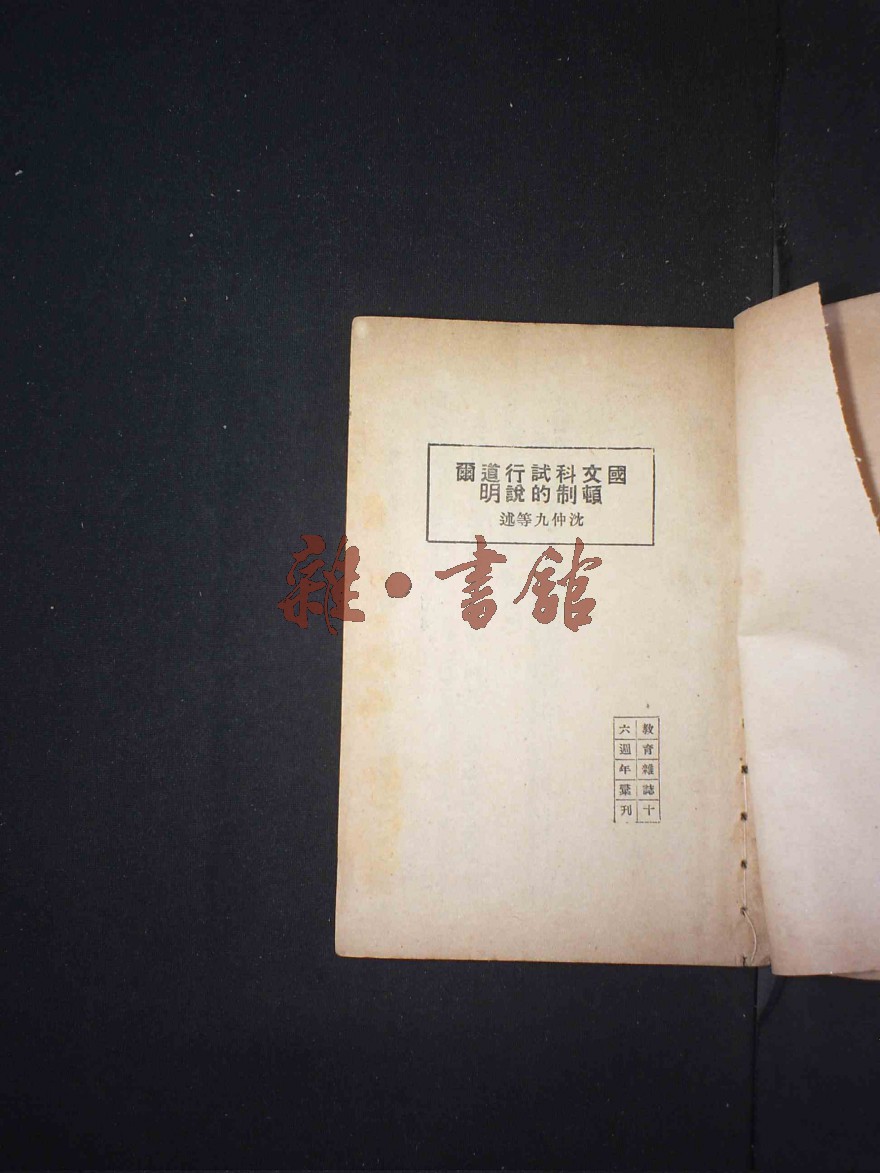 國文科試行道爾
頓制的說明
沈仲九等述
雜·書館
教育雜誌十
六週年彙刊